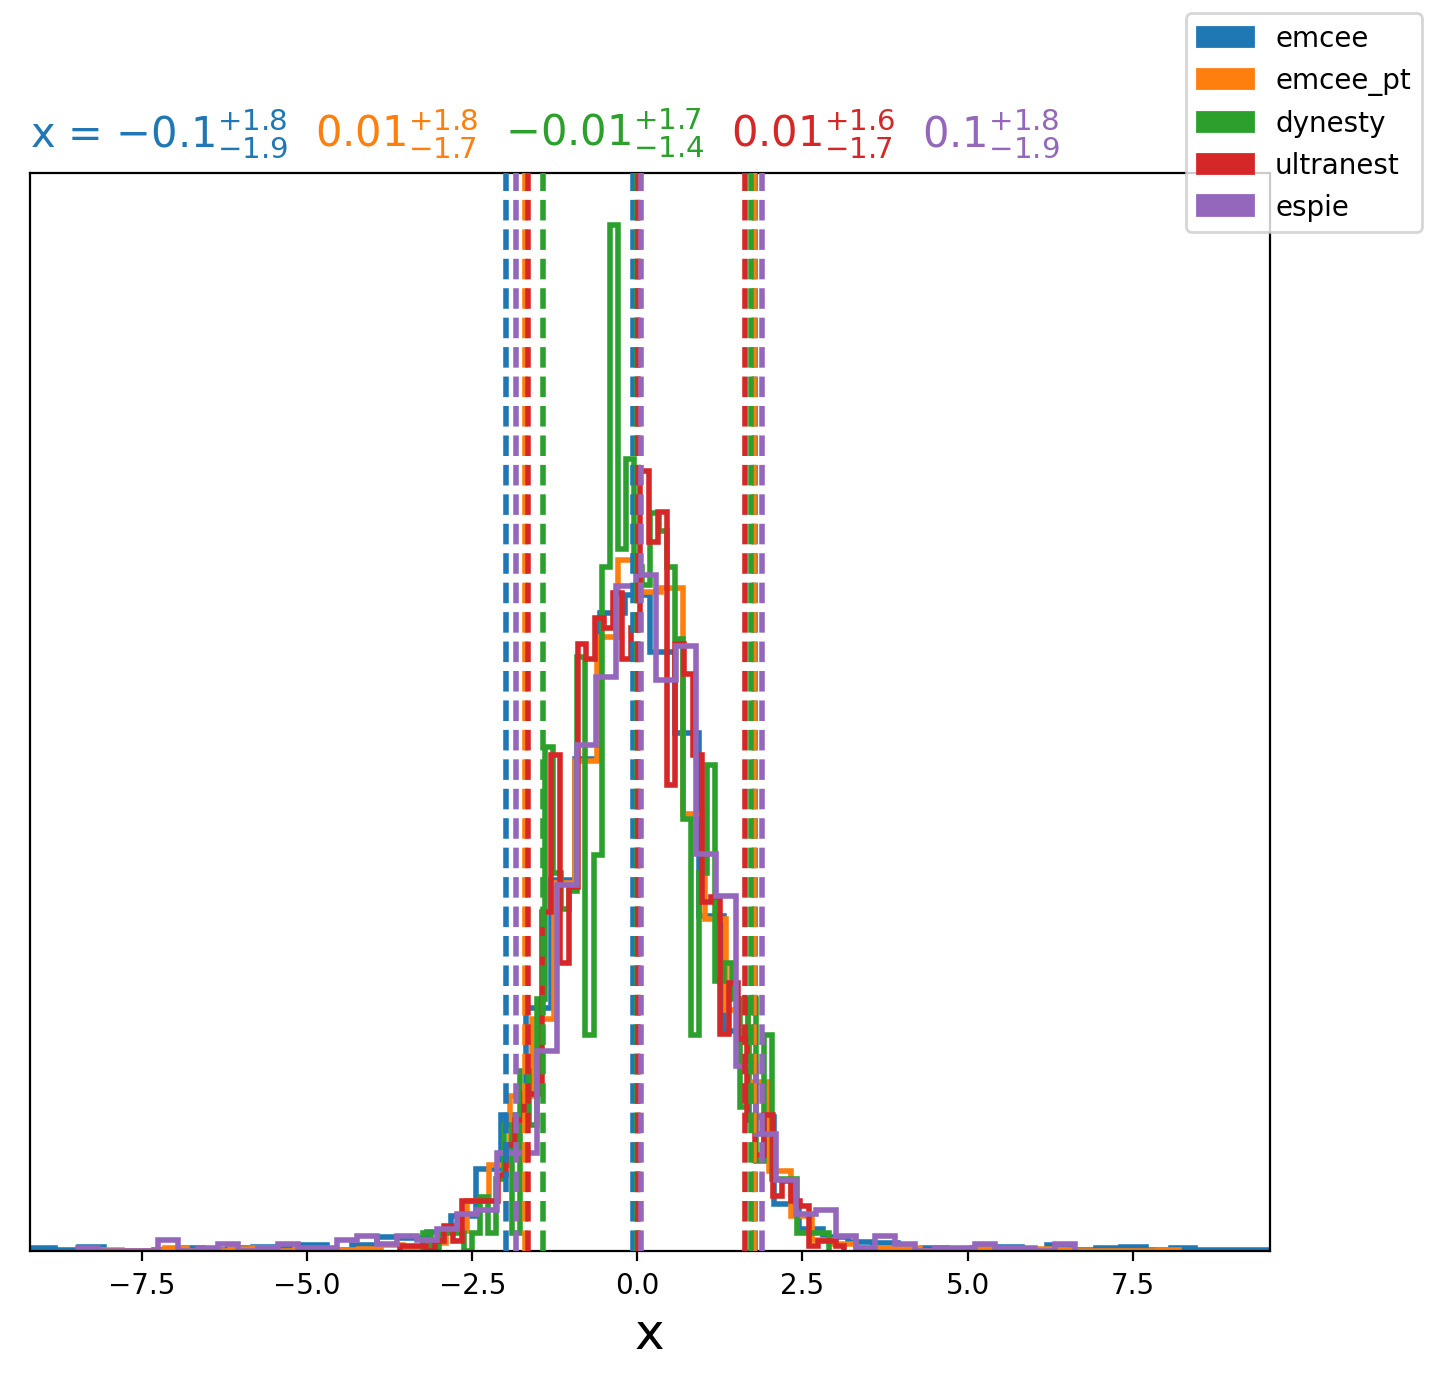 emcee
emcee_pt
dynesty
ultranest
espie
x = −0.1+1.8−1.9 0.01+1.8−1.7 −0.01+1.7−1.4 0.01+1.6−1.7 0.1+1.8−1.9
−7.5 −5.0 −2.5 0.0 2.5 5.0 7.5
x